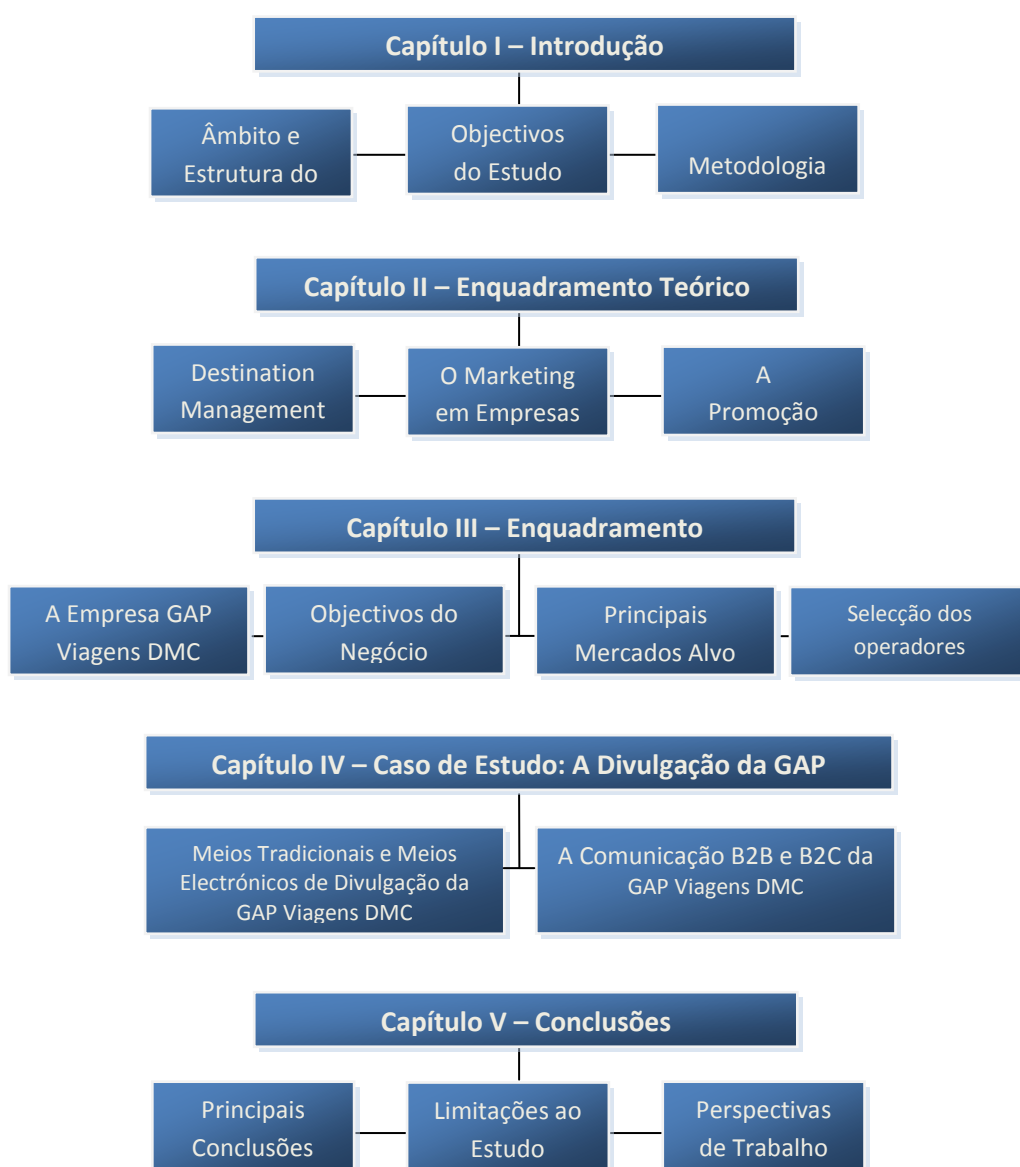 Capítulo I – Introdução
Âmbito e
Estrutura do
Objectivos
do Estudo
Metodologia
Capítulo II – Enquadramento Teórico
Destination
Management
O Marketing
em Empresas
A
Promoção
Capítulo III – Enquadramento
A Empresa GAP
Viagens DMC
Objectivos do
Negócio
Principais
Mercados Alvo
Selecção dos
operadores
Capítulo IV – Caso de Estudo: A Divulgação da GAP
Meios Tradicionais e Meios
Electrónicos de Divulgação da
GAP Viagens DMC
A Comunicação B2B e B2C da
GAP Viagens DMC
Capítulo V – Conclusões
Principais
Conclusões
Limitações ao
Estudo
Perspectivas
de Trabalho